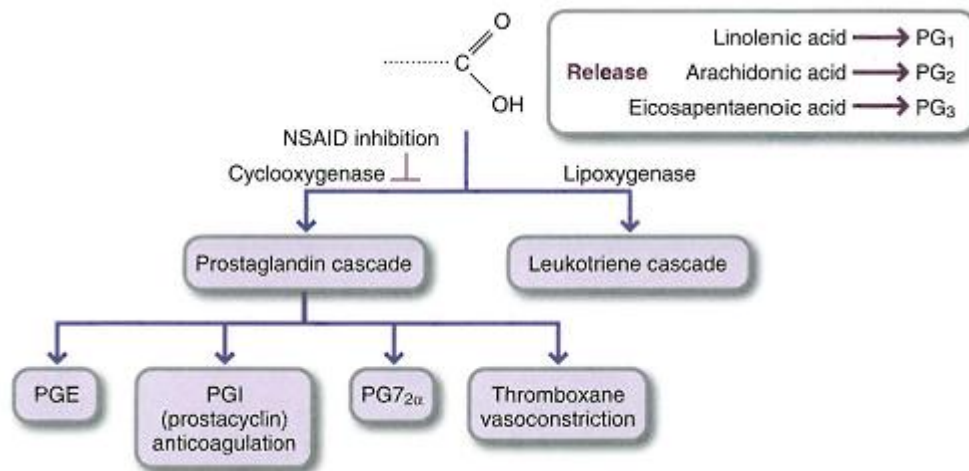 O
C
OH
Linolenic acid → PG₁
Release Arachidonic acid → PG₂
Eicosapentaenoic acid → PG₃
NSAID inhibition
Cyclooxygenase
Lipoxygenase
Prostaglandin cascade
Leukotriene cascade
PGE
PGI
(prostacyclin)
anticoagulation
PG7₂α
Thromboxane
vasoconstriction